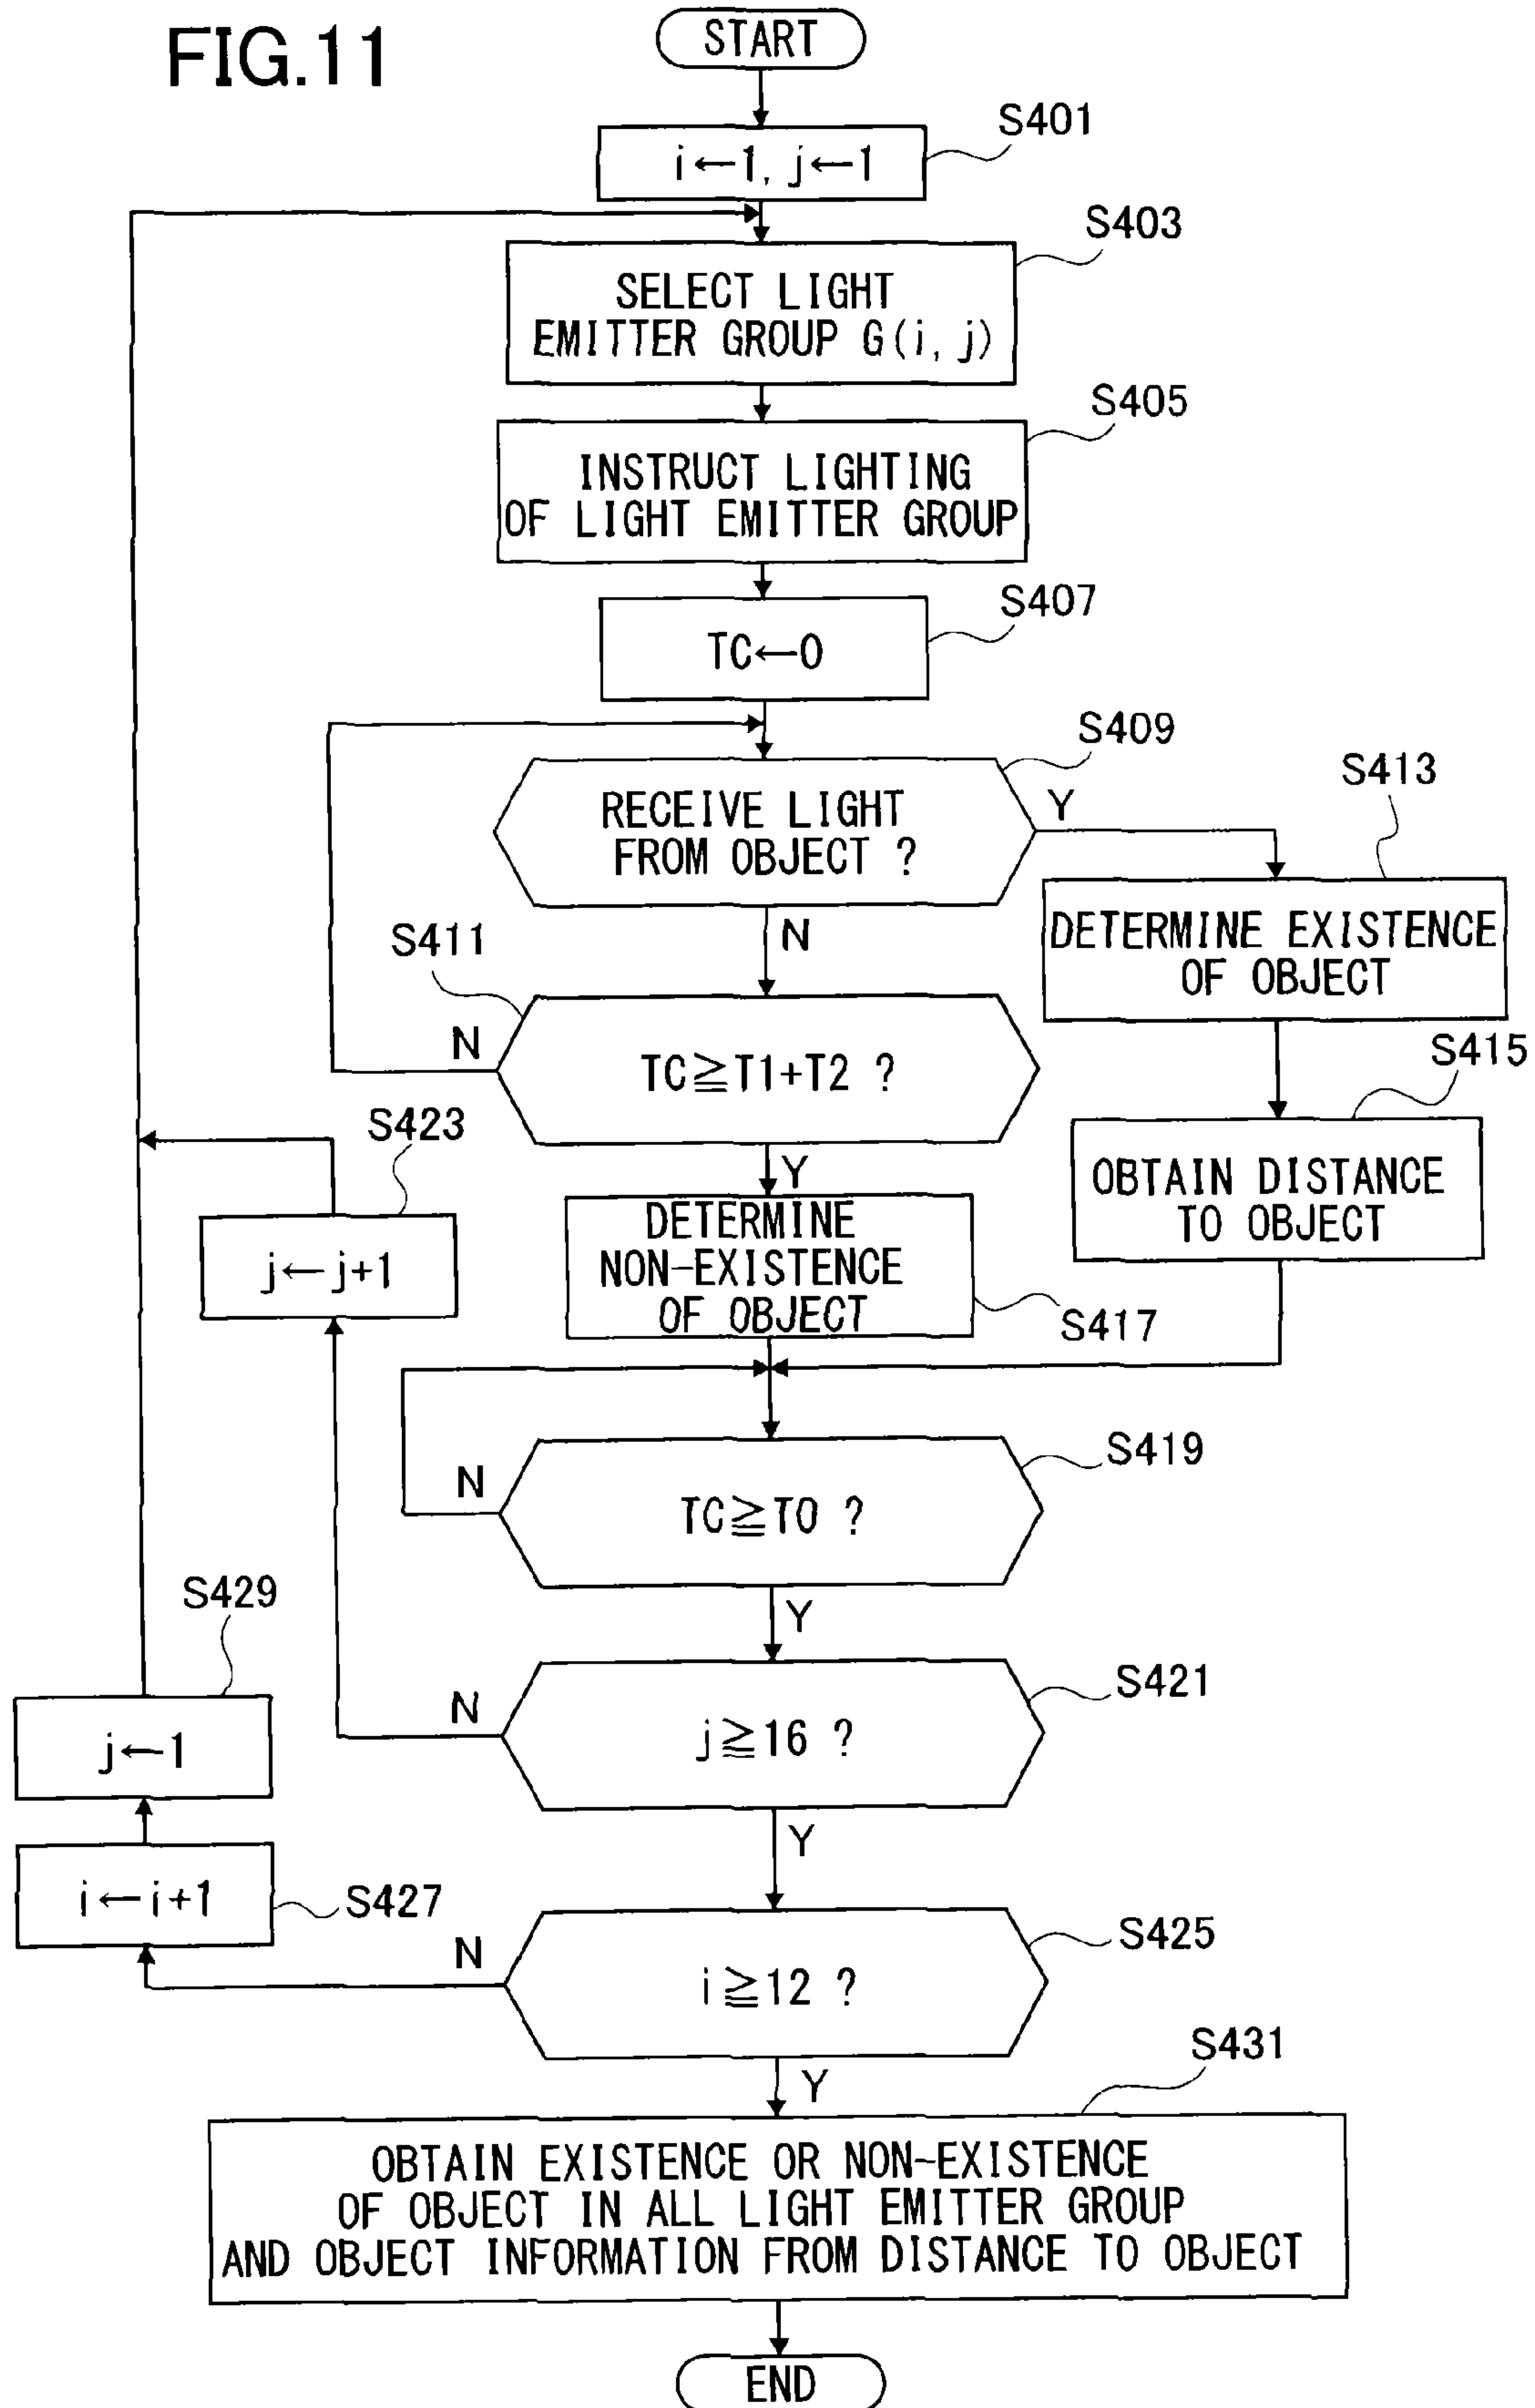 FIG.11
START
S401
i←1, j←1
S403
SELECT LIGHT
EMITTER GROUP G(i, j)
S405
INSTRUCT LIGHTING
OF LIGHT EMITTER GROUP
S407
TC←0
S409
RECEIVE LIGHT
FROM OBJECT ?
Y
N
S413
DETERMINE EXISTENCE
OF OBJECT
S411
TC≧T1+T2 ?
N
Y
S415
OBTAIN DISTANCE
TO OBJECT
S423
j←j+1
DETERMINE
NON-EXISTENCE
OF OBJECT
S417
S419
TC≧T0 ?
N
Y
S429
j←1
S421
j≧16 ?
N
Y
i←i+1
S427
S425
i≧12 ?
N
Y
S431
OBTAIN EXISTENCE OR NON-EXISTENCE
OF OBJECT IN ALL LIGHT EMITTER GROUP
AND OBJECT INFORMATION FROM DISTANCE TO OBJECT
END